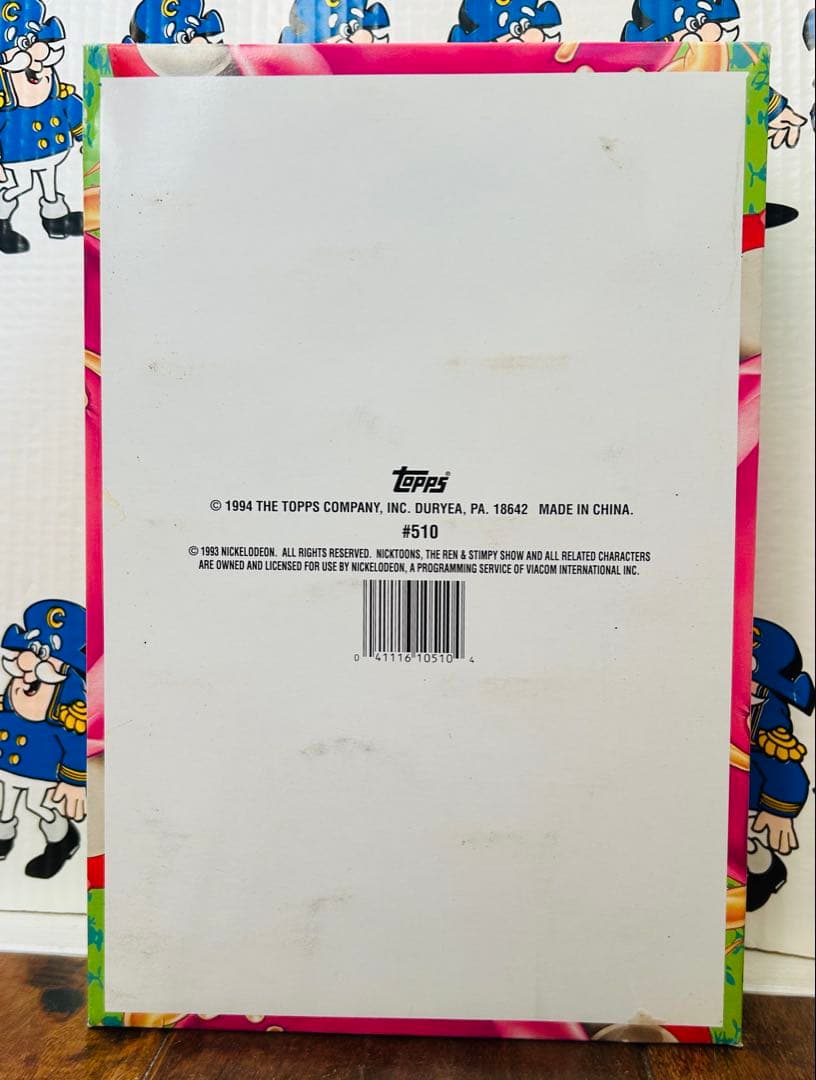 Topps®
© 1994 THE TOPPS COMPANY, INC. DURYEA, PA. 18642 MADE IN CHINA.
#510
© 1993 NICKELODEON. ALL RIGHTS RESERVED. NICKTOONS, THE REN & STIMPY SHOW AND ALL RELATED CHARACTERS
ARE OWNED AND LICENSED FOR USE BY NICKELODEON, A PROGRAMMING SERVICE OF VIACOM INTERNATIONAL INC.
0 41116 10510 4